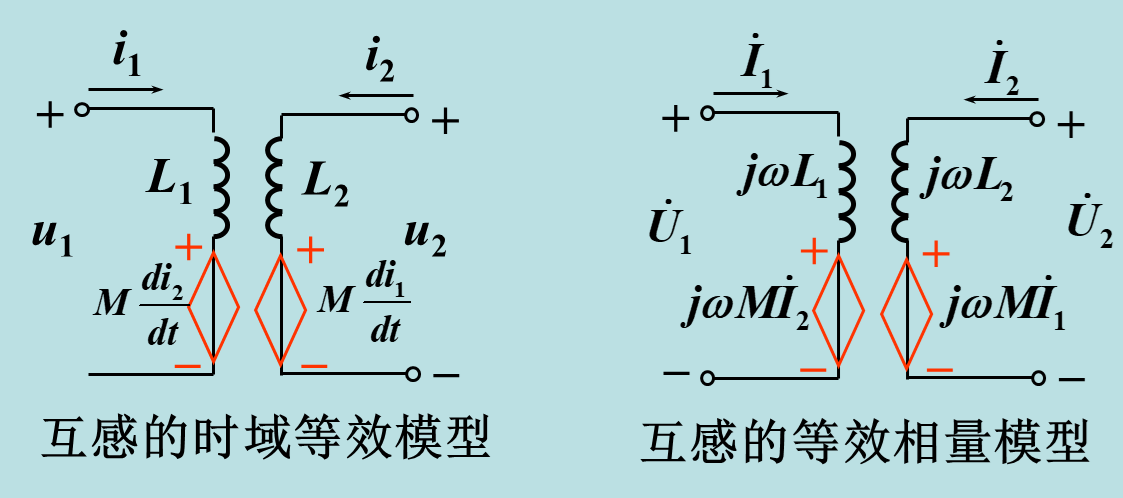 i₁ i₂
+ +
L₁ L₂
u₁ u₂
+ +
M di₂/dt M di₁/dt
− − −
互感的时域等效模型
İ₁ İ₂
+ +
jωL₁ jωL₂
U̇₁ U̇₂
+ +
jωMİ₂ jωMİ₁
− − − −
互感的等效相量模型